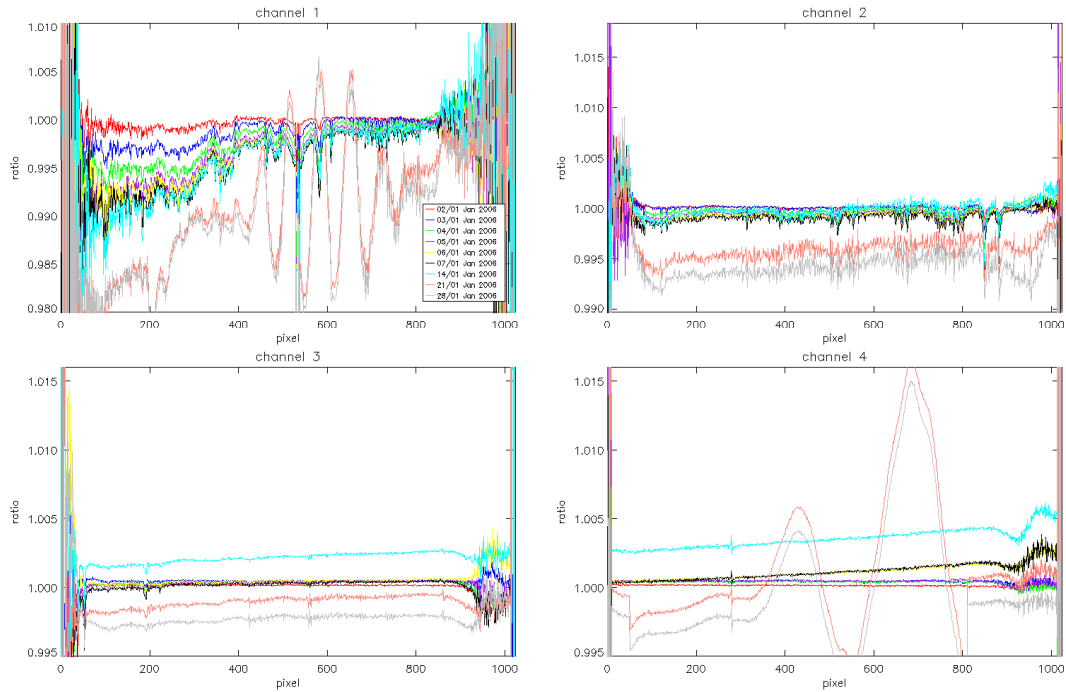 channel 1
ratio
1.010
1.005
1.000
0.995
0.990
0.985
0.980
0 200 400 600 800 1000
pixel
02/01 Jan 2006
03/01 Jan 2006
04/01 Jan 2006
05/01 Jan 2006
06/01 Jan 2006
07/01 Jan 2006
14/01 Jan 2006
21/01 Jan 2006
28/01 Jan 2006
channel 2
ratio
1.015
1.010
1.005
1.000
0.995
0.990
0 200 400 600 800 1000
pixel
channel 3
ratio
1.015
1.010
1.005
1.000
0.995
0 200 400 600 800 1000
pixel
channel 4
ratio
1.015
1.010
1.005
1.000
0.995
0 200 400 600 800 1000
pixel